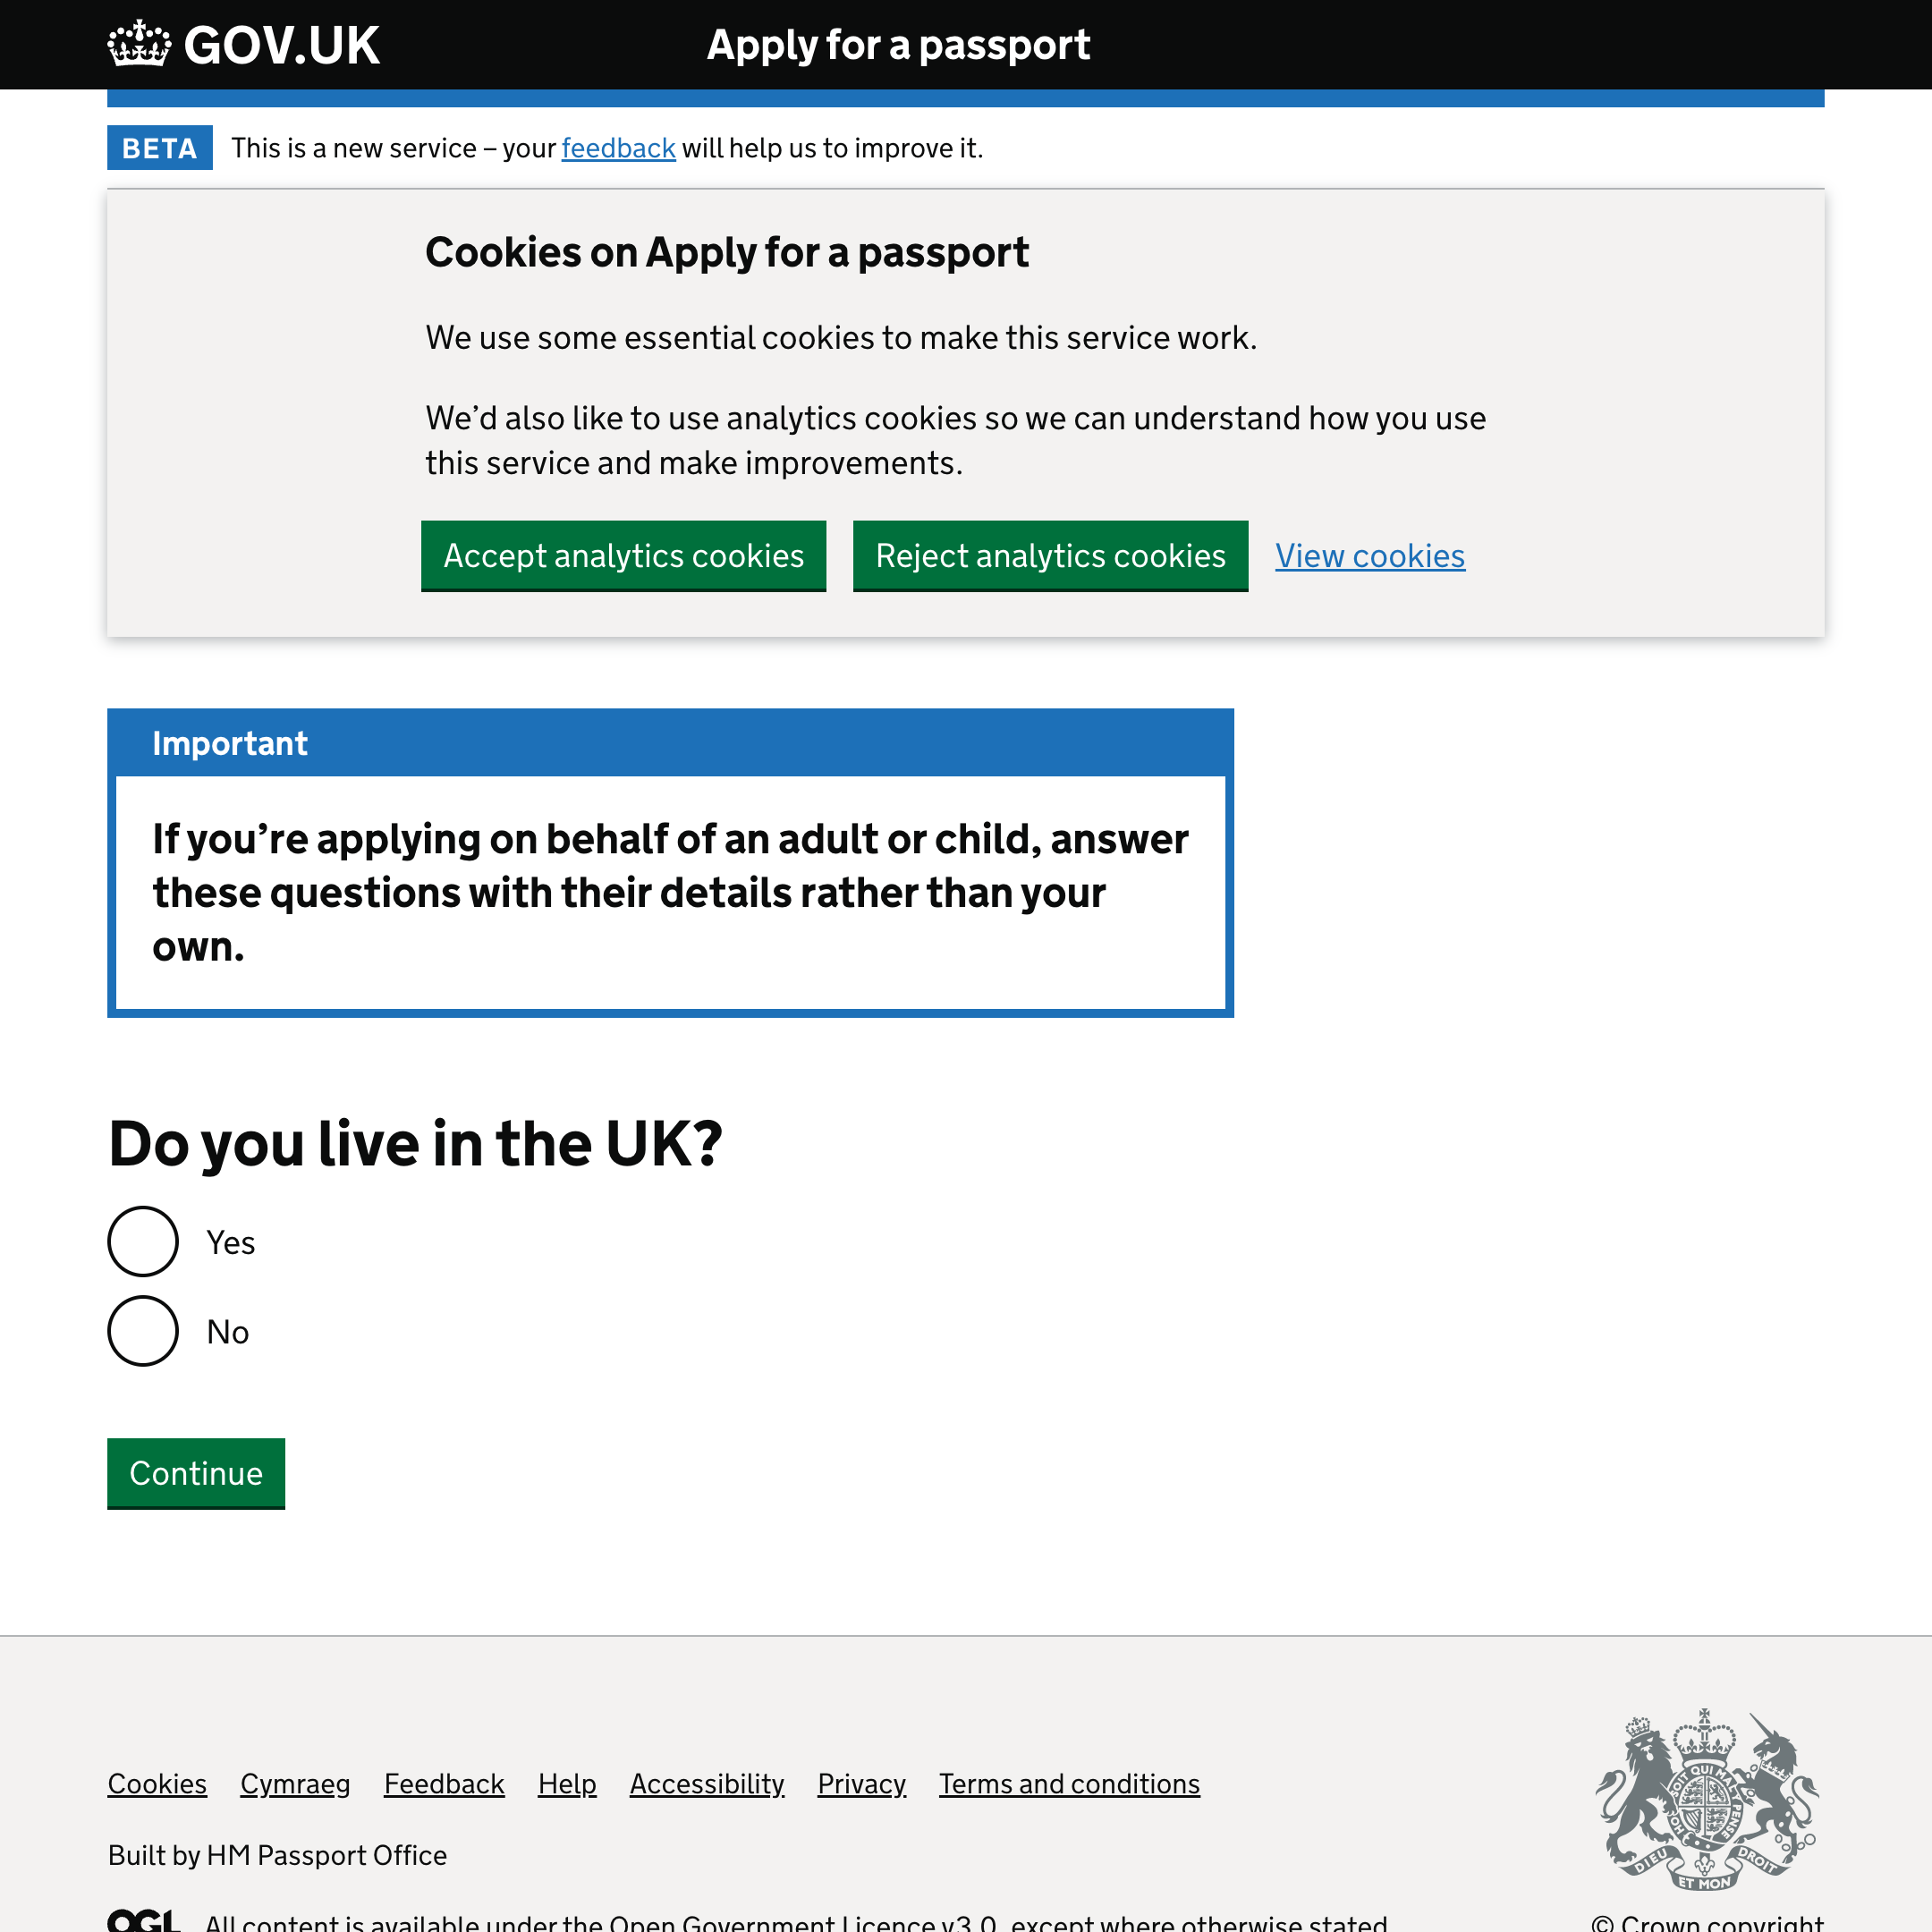 GOV.UK
Apply for a passport
BETA This is a new service – your feedback will help us to improve it.
Cookies on Apply for a passport
We use some essential cookies to make this service work.
We’d also like to use analytics cookies so we can understand how you use
this service and make improvements.
Accept analytics cookies Reject analytics cookies View cookies
Important
If you’re applying on behalf of an adult or child, answer
these questions with their details rather than your
own.
Do you live in the UK?
Yes
No
Continue
Cookies Cymraeg Feedback Help Accessibility Privacy Terms and conditions
Built by HM Passport Office
SOIT QUI MAL
PENSE
HON
DIEU ET MON DROIT
OGL All content is available under the Open Government Licence v3.0, except where otherwise stated
© Crown copyright